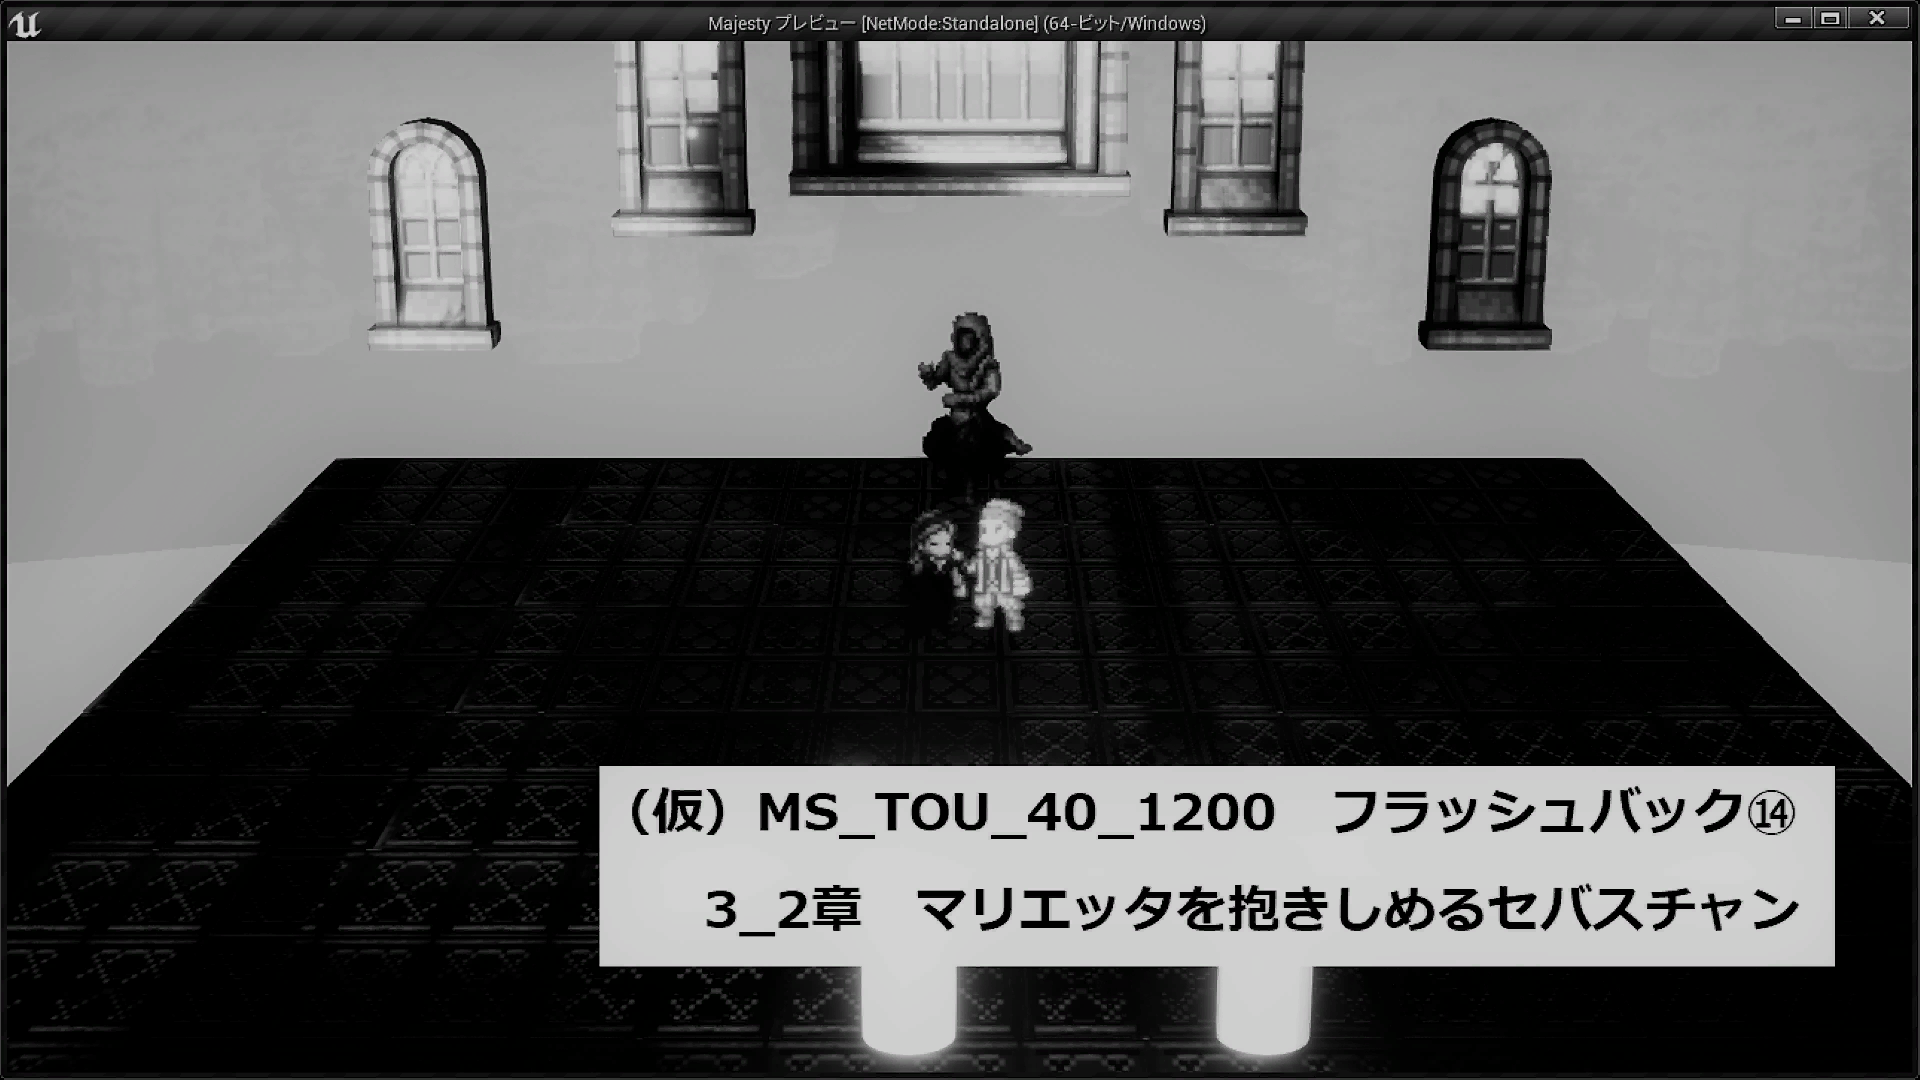 Majesty プレビュー [NetMode:Standalone] (64-ビット/Windows)
（仮）MS_TOU_40_1200　フラッシュバック⑭
3_2章　マリエッタを抱きしめるセバスチャン